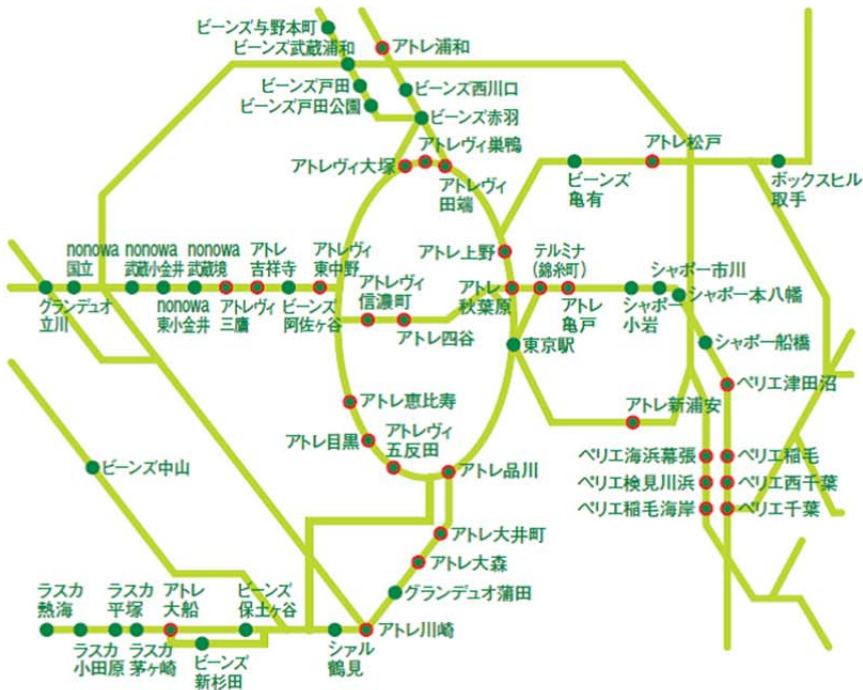 ビーンズ与野本町
ビーンズ武蔵浦和
アトレ浦和
ビーンズ戸田
ビーンズ西川口
ビーンズ戸田公園
ビーンズ赤羽
アトレヴィ巣鴨
アトレヴィ大塚
アトレヴィ
田端
アトレ松戸
ビーンズ
亀有
ボックスヒル
取手
nonowa
国立
nonowa
武蔵小金井
nonowa
武蔵境
アトレ
吉祥寺
アトレヴィ
東中野
アトレ上野
テルミナ
(錦糸町)
シャポー市川
グランデュオ
立川
nonowa
東小金井
アトレヴィ
三鷹
ビーンズ
阿佐ヶ谷
アトレヴィ
信濃町
アトレ四谷
アトレ
秋葉原
アトレ
亀戸
シャポー
小岩
シャポー本八幡
東京駅
シャポー船橋
ペリエ津田沼
アトレ恵比寿
アトレ新浦安
アトレ目黒
アトレヴィ
五反田
アトレ品川
ペリエ海浜幕張
ペリエ稲毛
ペリエ検見川浜
ペリエ西千葉
ペリエ稲毛海岸
ペリエ千葉
ビーンズ中山
アトレ大井町
アトレ大森
グランデュオ蒲田
ラスカ
熱海
ラスカ
平塚
アトレ
大船
ビーンズ
保土ヶ谷
アトレ川崎
ラスカ
小田原
ラスカ
茅ヶ崎
ビーンズ
新杉田
シァル
鶴見